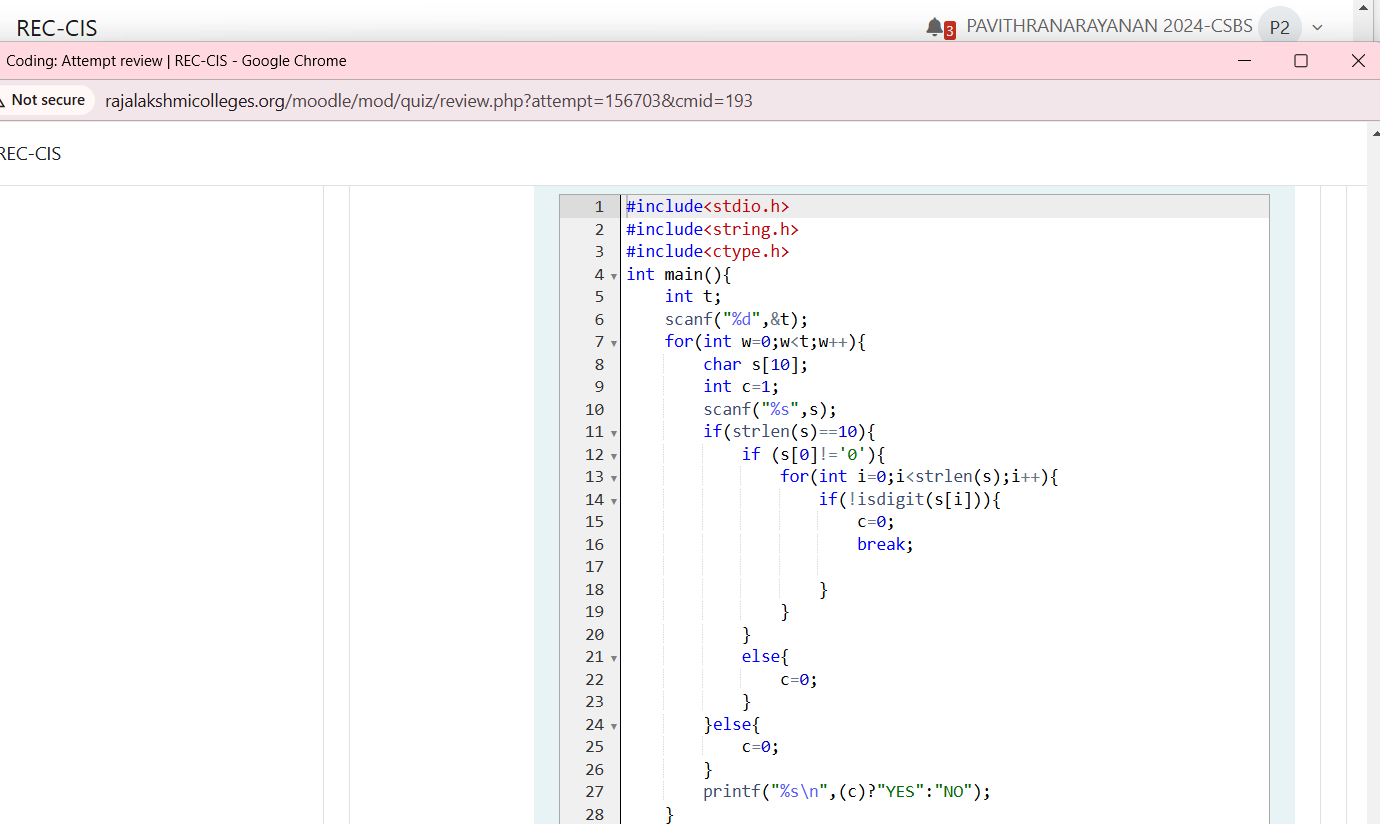 REC-CIS
3 PAVITHRANARAYANAN 2024-CSBS P2
Coding: Attempt review | REC-CIS - Google Chrome
Not secure rajalakshmicolleges.org/moodle/mod/quiz/review.php?attempt=156703&cmid=193
REC-CIS
1 #include<stdio.h>
2 #include<string.h>
3 #include<ctype.h>
4 int main(){
5     int t;
6     scanf("%d",&t);
7     for(int w=0;w<t;w++){
8         char s[10];
9         int c=1;
10         scanf("%s",s);
11         if(strlen(s)==10){
12             if (s[0]!='0'){
13                 for(int i=0;i<strlen(s);i++){
14                     if(!isdigit(s[i])){
15                         c=0;
16                         break;
17
18                     }
19                 }
20             }
21             else{
22                 c=0;
23             }
24         }else{
25             c=0;
26         }
27         printf("%s\n",(c)?"YES":"NO");
28     }